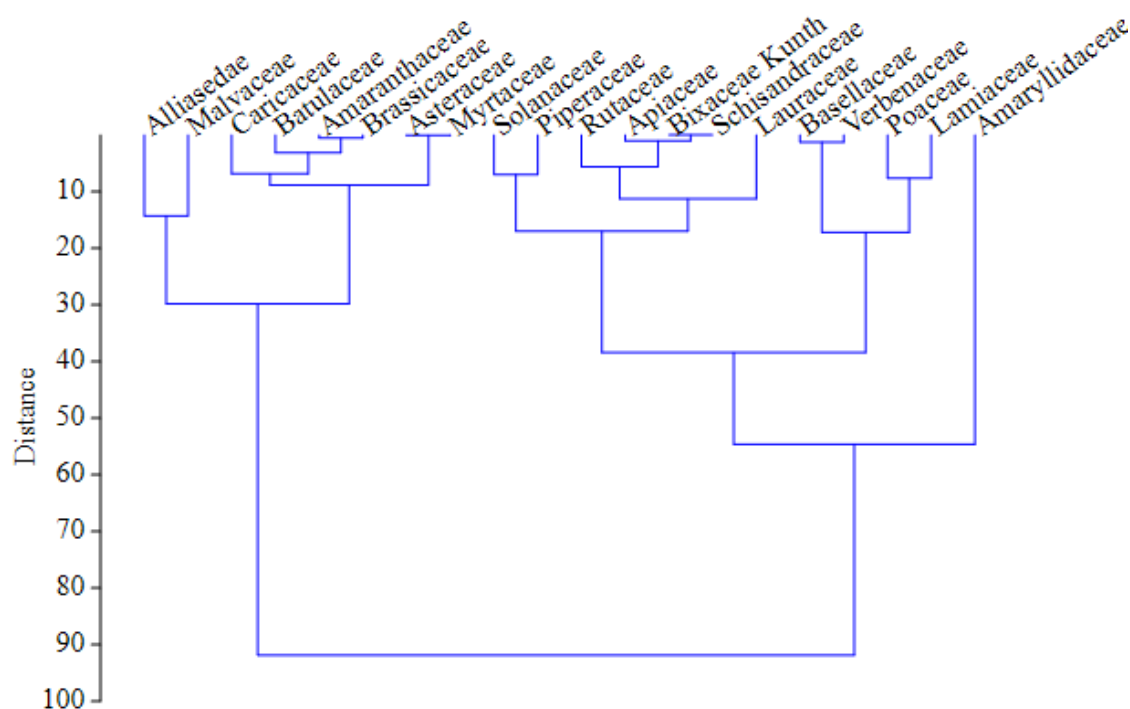 Alliasedae
Malvaceae
Caricaceae
Batulaceae
Amaranthaceae
Brassicaceae
Asteraceae
Myrtaceae
Solanaceae
Piperaceae
Rutaceae
Apiaceae
Bixaceae Kunth
Schisandraceae
Lauraceae
Basellaceae
Verbenaceae
Poaceae
Lamiaceae
Amaryllidaceae
10
20
30
40
50
60
70
80
90
100
Distance